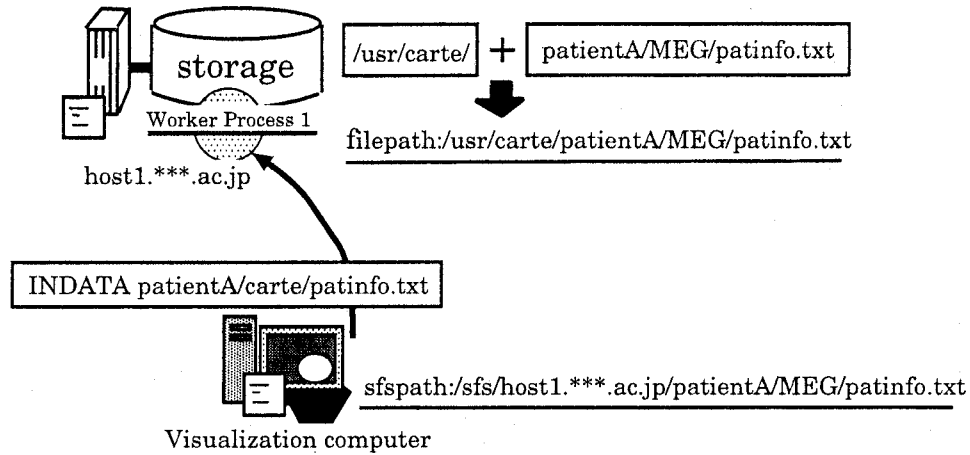 storage
/usr/carte/ + patientA/MEG/patinfo.txt
Worker Process 1
filepath:/usr/carte/patientA/MEG/patinfo.txt
host1.***.ac.jp
INDATA patientA/carte/patinfo.txt
sfspath:/sfs/host1.***.ac.jp/patientA/MEG/patinfo.txt
Visualization computer